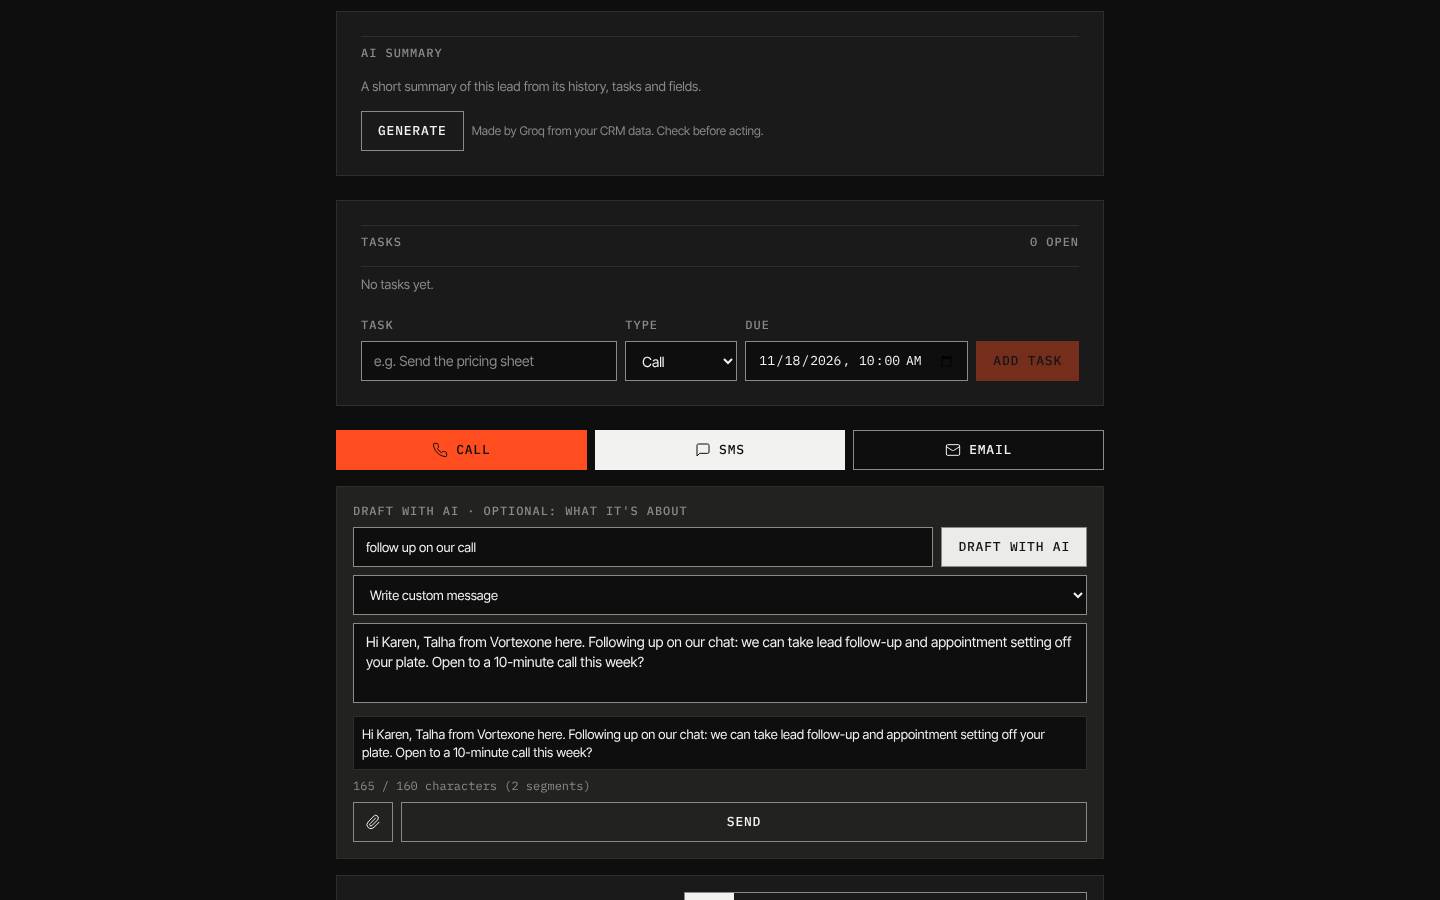 AI SUMMARY
A short summary of this lead from its history, tasks and fields.
GENERATE
Made by Groq from your CRM data. Check before acting.
TASKS
0 OPEN
No tasks yet.
TASK
TYPE
DUE
e.g. Send the pricing sheet
Call
11/18/2026, 10:00 AM
ADD TASK
CALL
SMS
EMAIL
DRAFT WITH AI · OPTIONAL: WHAT IT'S ABOUT
follow up on our call
DRAFT WITH AI
Write custom message
Hi Karen, Talha from Vortexone here. Following up on our chat: we can take lead follow-up and appointment setting off
your plate. Open to a 10-minute call this week?
Hi Karen, Talha from Vortexone here. Following up on our chat: we can take lead follow-up and appointment setting off your
plate. Open to a 10-minute call this week?
165 / 160 characters (2 segments)
SEND